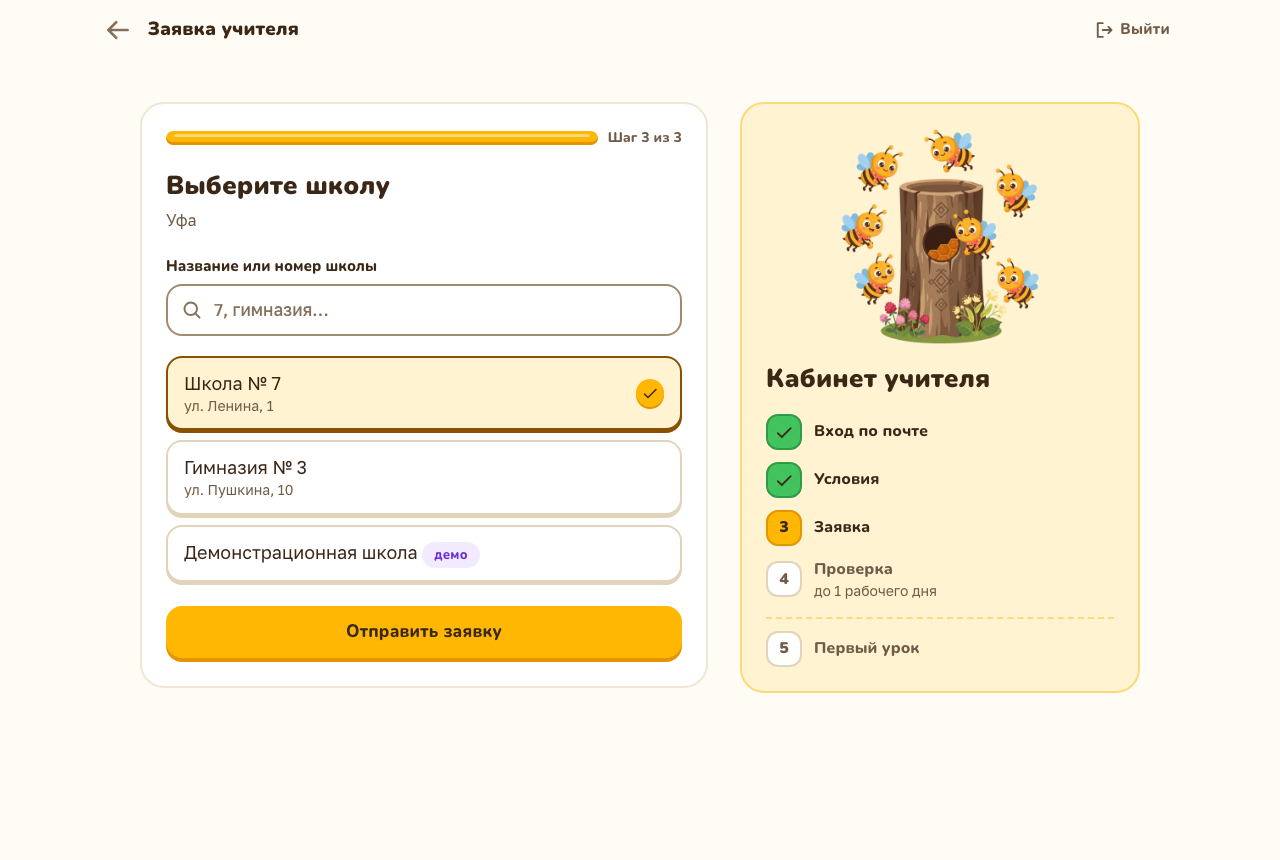 Заявка учителя
Выйти
Шаг 3 из 3
Выберите школу
Уфа
Название или номер школы
7, гимназия...
Школа № 7
ул. Ленина, 1
Гимназия № 3
ул. Пушкина, 10
Демонстрационная школа демо
Отправить заявку
Кабинет учителя
Вход по почте
Условия
3 Заявка
4 Проверка
до 1 рабочего дня
5 Первый урок